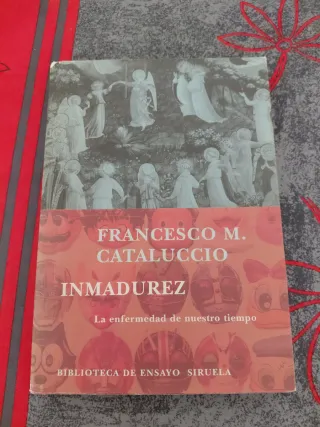 FRANCESCO M.
CATALUCCIO
INMADUREZ
La enfermedad de nuestro tiempo
BIBLIOTECA DE ENSAYO SIRUELA